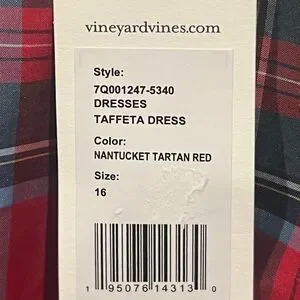 vineyardvines.com
Style:
7Q001247-5340
DRESSES
TAFFETA DRESS
Color:
NANTUCKET TARTAN RED
Size:
16
1 95076 14313 0